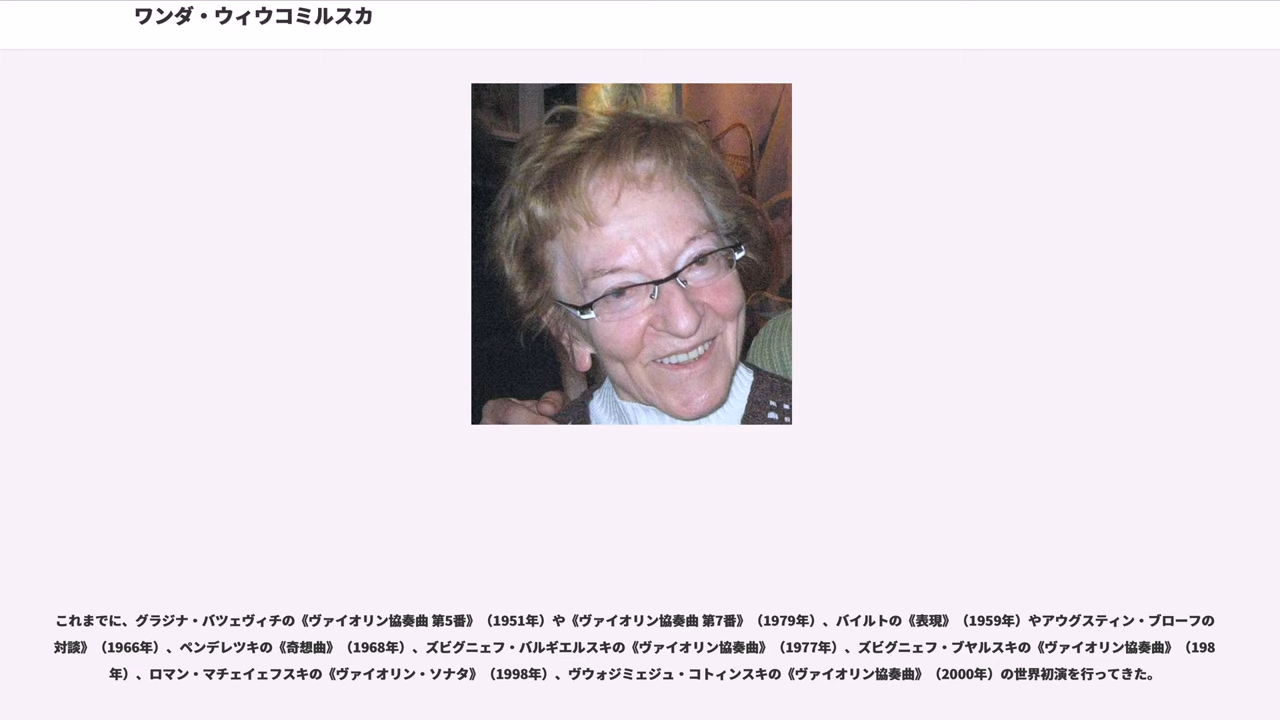 ワンダ・ウィウコミルスカ
これまでに、グラジナ・バツェヴィチの《ヴァイオリン協奏曲 第5番》（1951年）や《ヴァイオリン協奏曲 第7番》（1979年）、バイルトの《表現》（1959年）やアウグスティン・ブローフの
対談》（1966年）、ペンデレツキの《奇想曲》（1968年）、ズビグニェフ・バルギエルスキの《ヴァイオリン協奏曲》（1977年）、ズビグニェフ・ブヤルスキの《ヴァイオリン協奏曲》（198
年）、ロマン・マチェイェフスキの《ヴァイオリン・ソナタ》（1998年）、ヴウォジミェジュ・コトィンスキの《ヴァイオリン協奏曲》（2000年）の世界初演を行ってきた。